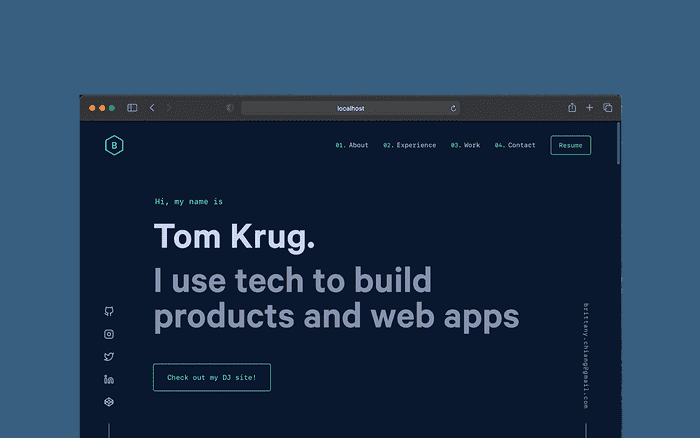 localhost
B
01. About 02. Experience 03. Work 04. Contact Resume
Hi, my name is
Tom Krug.
I use tech to build
products and web apps
Check out my DJ site!
brittany.chiang@gmail.com